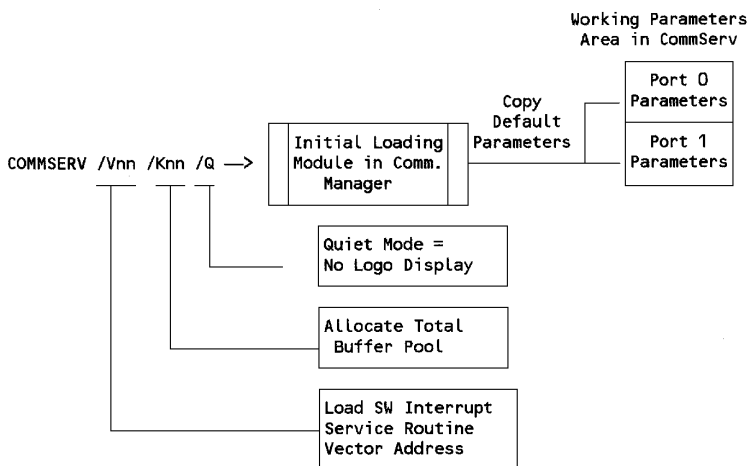 Working Parameters
Area in CommServ
Port 0
Parameters
Copy
Default
Parameters
Port 1
Parameters
COMMSERV /Vnn /Knn /Q —>
Initial Loading
Module in Comm.
Manager
Quiet Mode =
No Logo Display
Allocate Total
Buffer Pool
Load SW Interrupt
Service Routine
Vector Address